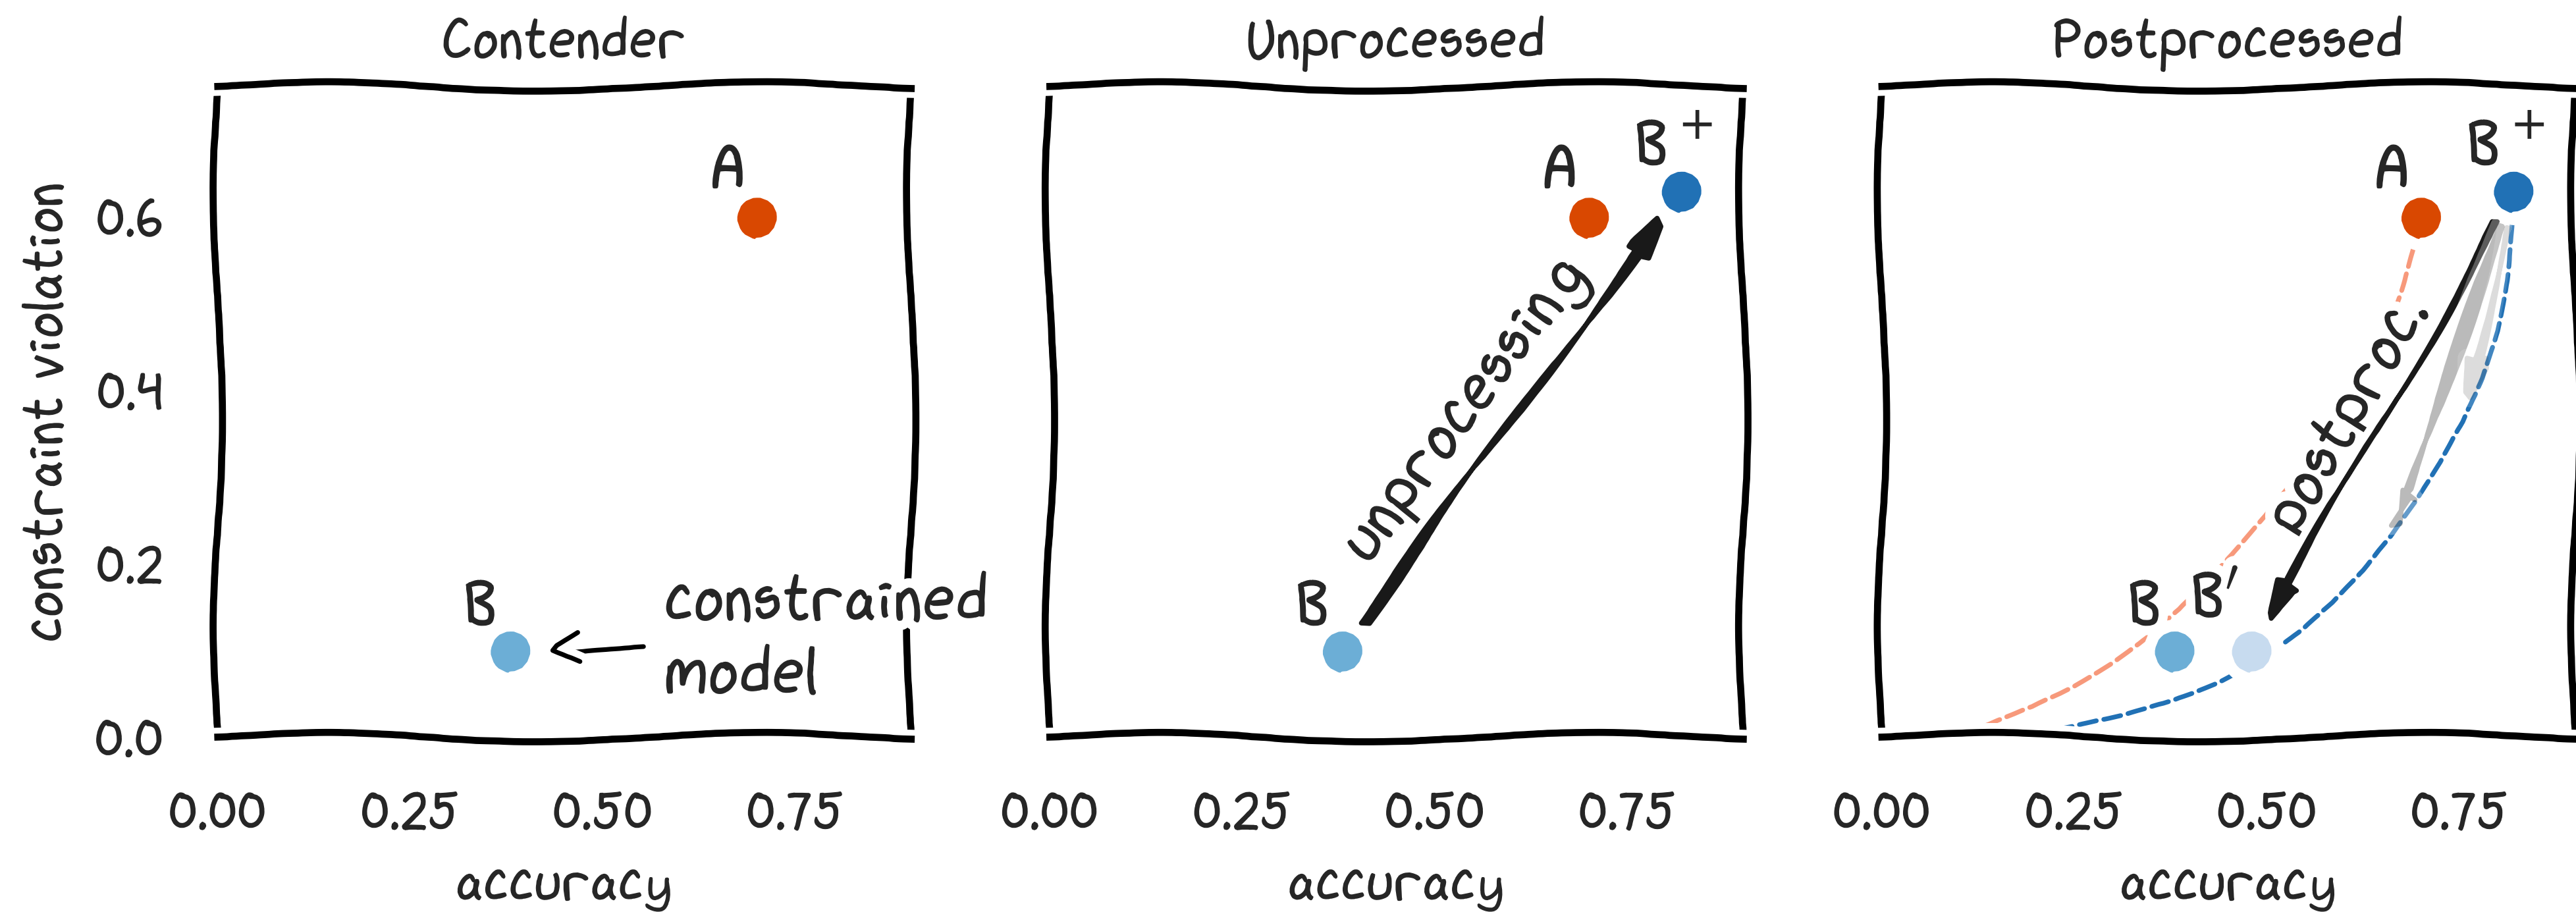 Contender
Unprocessed
Postprocessed
constraint violation
0.6
0.4
0.2
0.0
A
B
constrained
model
0.00
0.25
0.50
0.75
accuracy
A
B+
unprocessing
B
0.00
0.25
0.50
0.75
accuracy
A
B+
postproc.
B
B′
0.00
0.25
0.50
0.75
accuracy